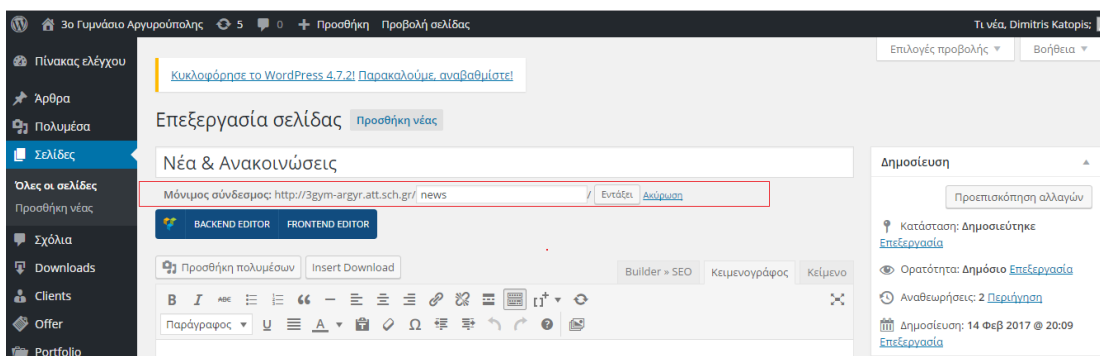 3ο Γυμνάσιο Αργυρούπολης 5 0 + Προσθήκη Προβολή σελίδας Τι νέα, Dimitris Katopis;
Επιλογές προβολής Βοήθεια
Πίνακας ελέγχου
Κυκλοφόρησε το WordPress 4.7.2! Παρακαλούμε, αναβαθμίστε!
Άρθρα
Πολυμέσα
Επεξεργασία σελίδας Προσθήκη νέας
Σελίδες
Νέα & Ανακοινώσεις
Δημοσίευση
Όλες οι σελίδες
Μόνιμος σύνδεσμος: http://3gym-argyr.att.sch.gr/ news / Εντάξει Ακύρωση
Προεπισκόπηση αλλαγών
Προσθήκη νέας
BACKEND EDITOR FRONTEND EDITOR
Κατάσταση: Δημοσιεύτηκε
Επεξεργασία
Σχόλια
Downloads
Προσθήκη πολυμέσων Insert Download
Builder » SEO Κειμενογράφος Κείμενο
Ορατότητα: Δημόσιο Επεξεργασία
Clients
B I ABC
Αναθεωρήσεις: 2 Περιήγηση
Offer
Παράγραφος U A Ω
Δημοσίευση: 14 Φεβ 2017 @ 20:09
Επεξεργασία
Portfolio